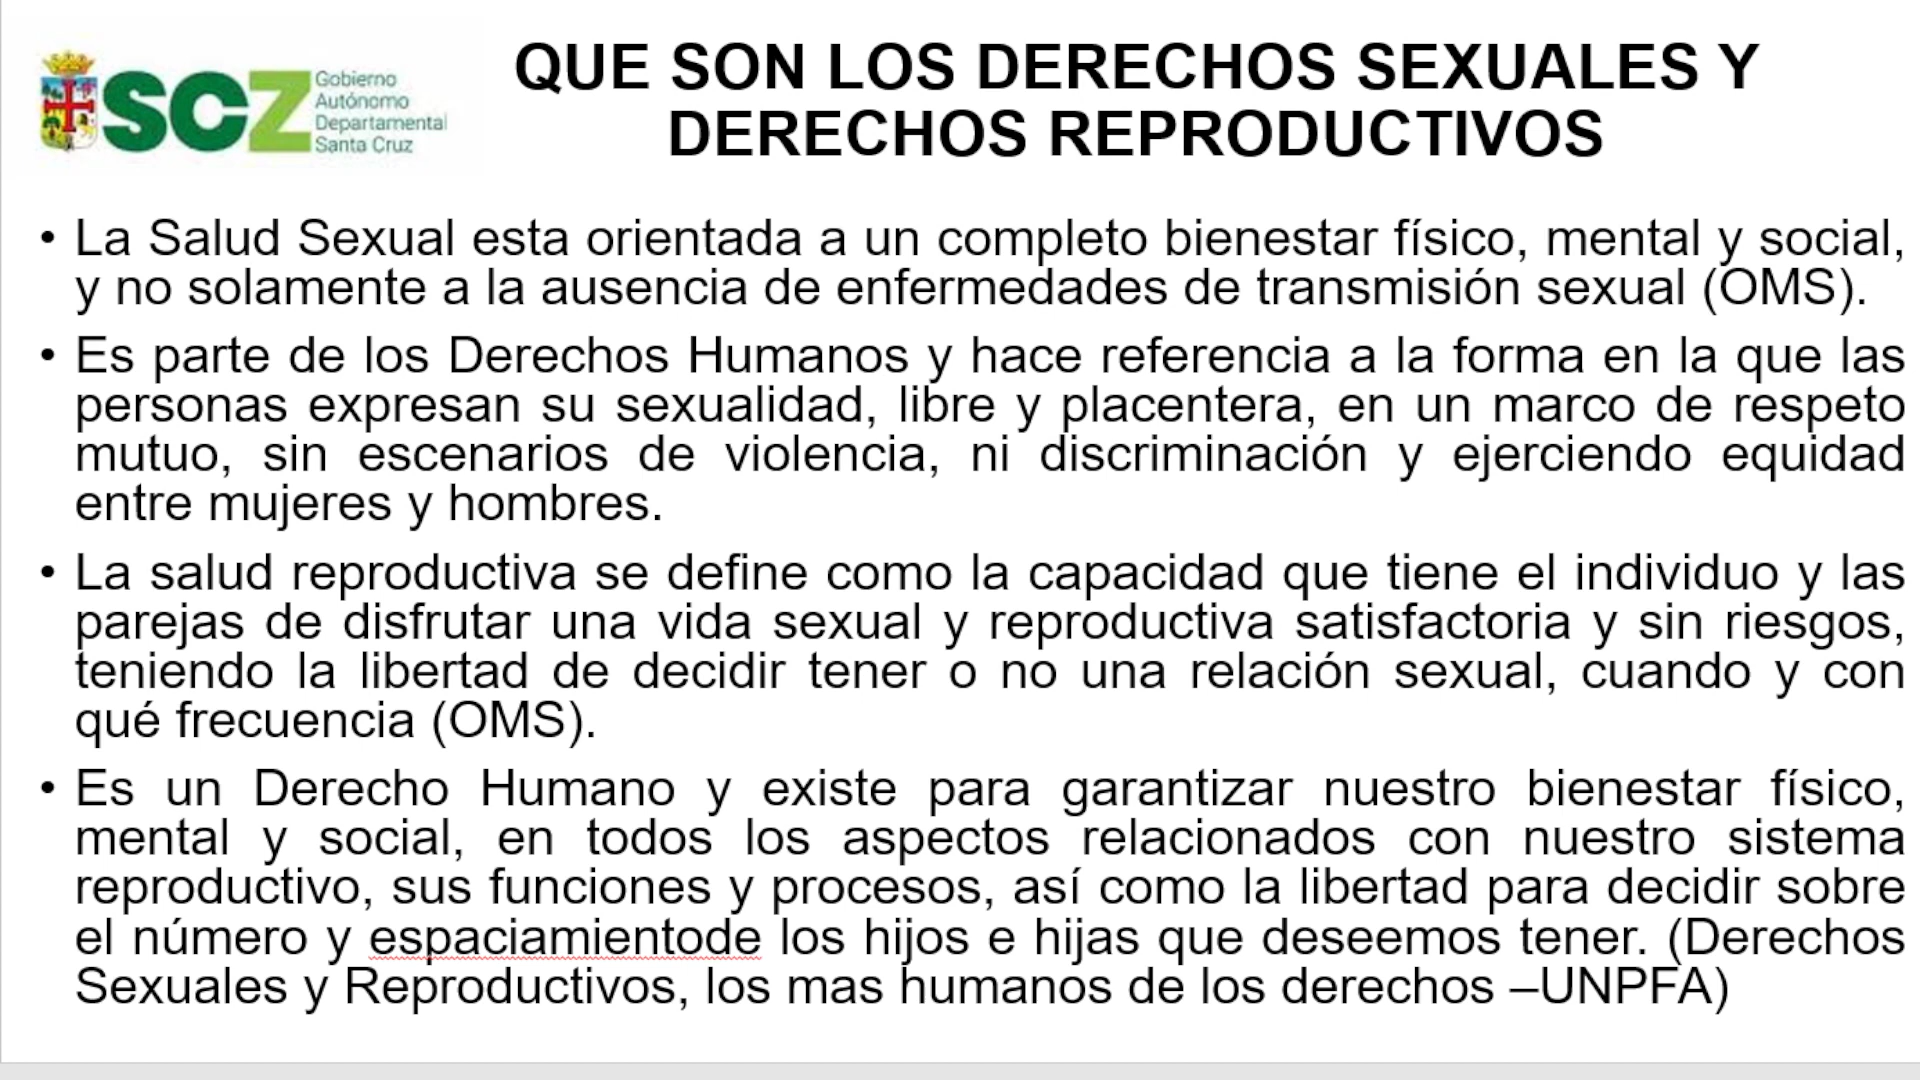 SCZ
Gobierno
Autónomo
Departamental
Santa Cruz
QUE SON LOS DERECHOS SEXUALES Y
DERECHOS REPRODUCTIVOS
• La Salud Sexual esta orientada a un completo bienestar físico, mental y social,
y no solamente a la ausencia de enfermedades de transmisión sexual (OMS).
• Es parte de los Derechos Humanos y hace referencia a la forma en la que las
personas expresan su sexualidad, libre y placentera, en un marco de respeto
mutuo, sin escenarios de violencia, ni discriminación y ejerciendo equidad
entre mujeres y hombres.
• La salud reproductiva se define como la capacidad que tiene el individuo y las
parejas de disfrutar una vida sexual y reproductiva satisfactoria y sin riesgos,
teniendo la libertad de decidir tener o no una relación sexual, cuando y con
qué frecuencia (OMS).
• Es un Derecho Humano y existe para garantizar nuestro bienestar físico,
mental y social, en todos los aspectos relacionados con nuestro sistema
reproductivo, sus funciones y procesos, así como la libertad para decidir sobre
el número y espaciamientode los hijos e hijas que deseemos tener. (Derechos
Sexuales y Reproductivos, los mas humanos de los derechos –UNPFA)